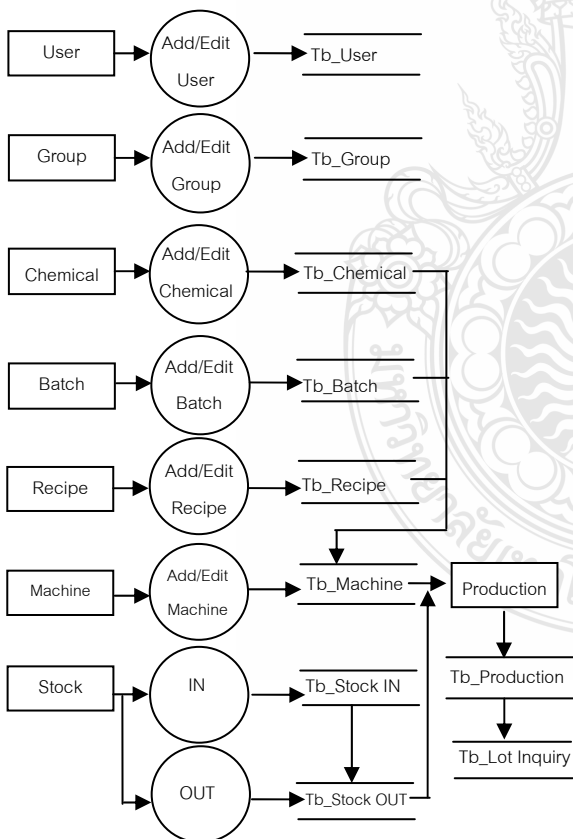 User
Add/Edit
User
Tb_User
Group
Add/Edit
Group
Tb_Group
Chemical
Add/Edit
Chemical
Tb_Chemical
Batch
Add/Edit
Batch
Tb_Batch
Recipe
Add/Edit
Recipe
Tb_Recipe
Machine
Add/Edit
Machine
Tb_Machine
Production
Stock
IN
Tb_Stock IN
Tb_Production
OUT
Tb_Stock OUT
Tb_Lot Inquiry